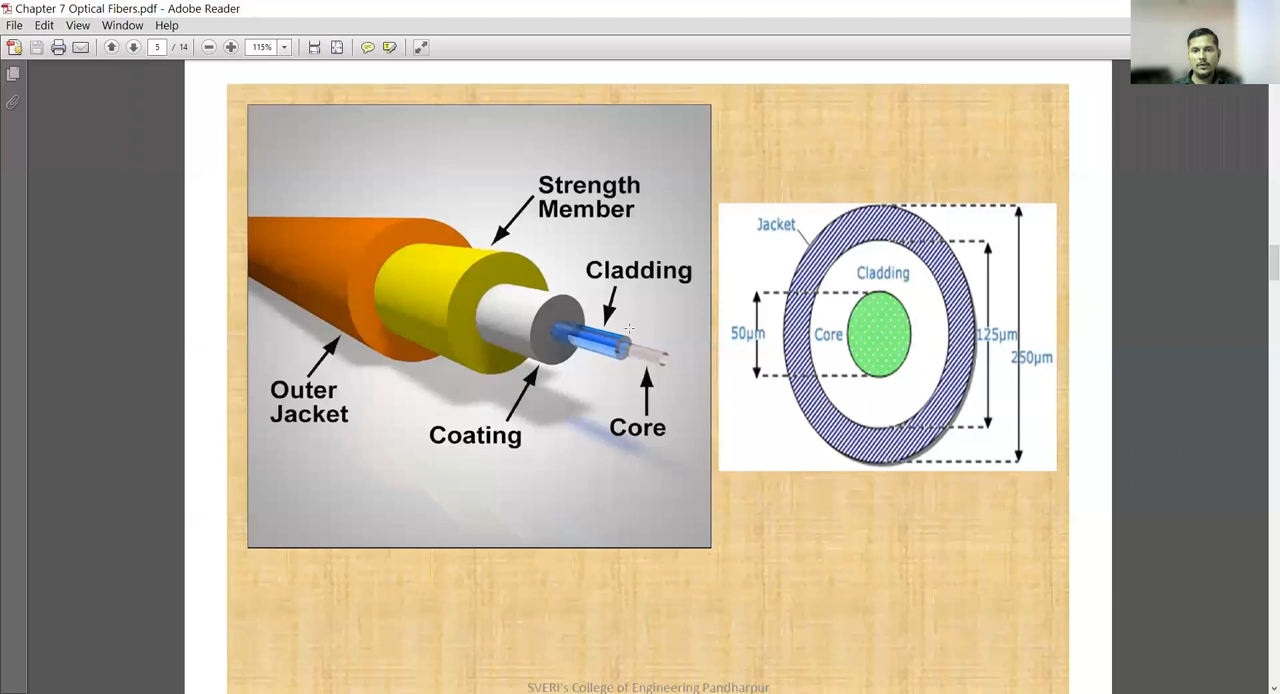 Chapter 7 Optical Fibers.pdf - Adobe Reader
File Edit View Window Help
5 / 14 115%
Strength
Member
Cladding
Outer
Jacket
Coating
Core
Jacket
Cladding
50µm
Core
125µm
250µm
SVERI's College of Engineering Pandharpur